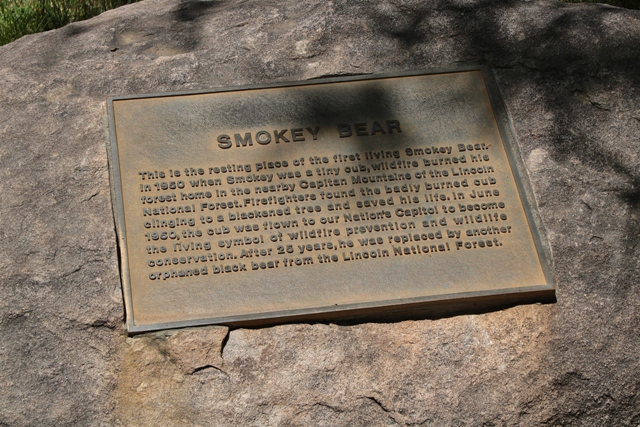 SMOKEY BEAR
This is the resting place of the first living Smokey Bear.
In 1950 when Smokey was a tiny cub, wildfire burned his
forest home in the nearby Capitan Mountains of the Lincoln
National Forest. Firefighters found the badly burned cub
clinging to a blackened tree and saved his life. In June
1950, the cub was flown to our Nation's Capitol to become
the living symbol of wildfire prevention and wildlife
conservation. After 25 years, he was replaced by another
orphaned black bear from the Lincoln National Forest.